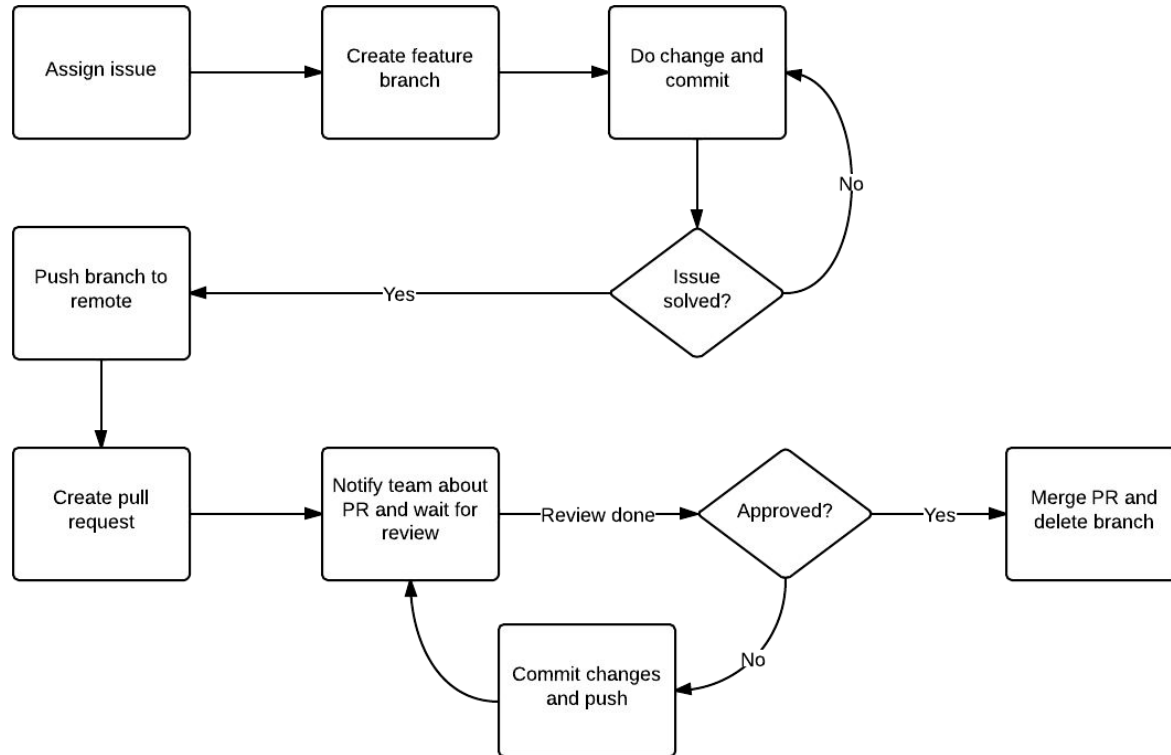 Assign issue
Create feature
branch
Do change and
commit
No
Issue
solved?
Yes
Push branch to
remote
Create pull
request
Notify team about
PR and wait for
review
Review done
Approved?
Yes
Merge PR and
delete branch
No
Commit changes
and push